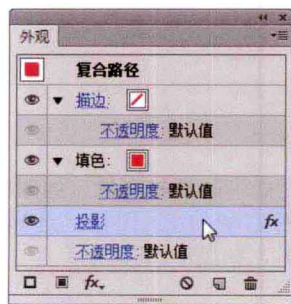 外观
复合路径
描边:
不透明度: 默认值
填色:
不透明度: 默认值
投影 fx
不透明度: 默认值
fx.